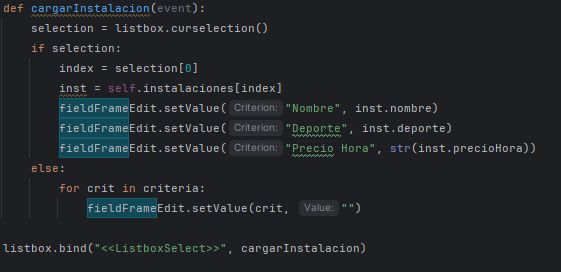 def cargarInstalacion(event):
    selection = listbox.curselection()
    if selection:
        index = selection[0]
        inst = self.instalaciones[index]
        fieldFrameEdit.setValue( Criterion: "Nombre", inst.nombre)
        fieldFrameEdit.setValue( Criterion: "Deporte", inst.deporte)
        fieldFrameEdit.setValue( Criterion: "Precio Hora", str(inst.precioHora))
    else:
        for crit in criteria:
            fieldFrameEdit.setValue(crit, Value: "")
listbox.bind("<<ListboxSelect>>", cargarInstalacion)